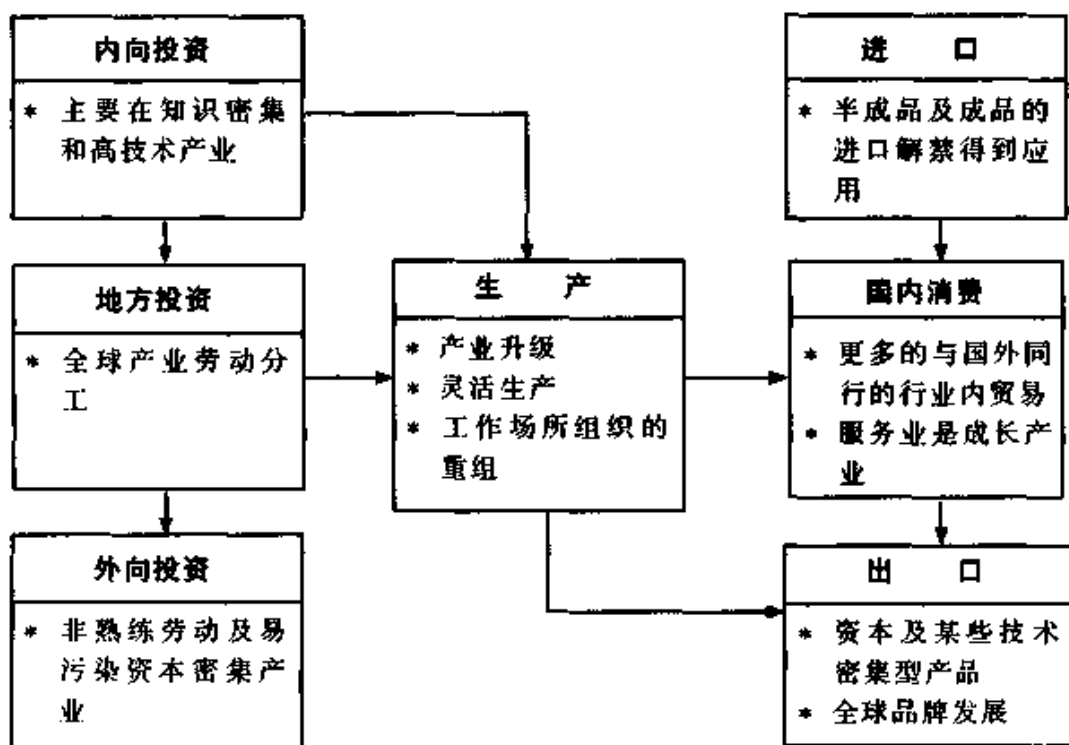 内向投资
* 主要在知识密集
和高技术产业
地方投资
* 全球产业劳动分
工
外向投资
* 非熟练劳动及易
污染资本密集产
业
生 产
* 产业升级
* 灵活生产
* 工作场所组织的
重组
进 口
* 半成品及成品的
进口解禁得到应
用
国内消费
* 更多的与国外同
行的行业内贸易
* 服务业是成长产
业
出 口
* 资本及某些技术
密集型产品
* 全球品牌发展